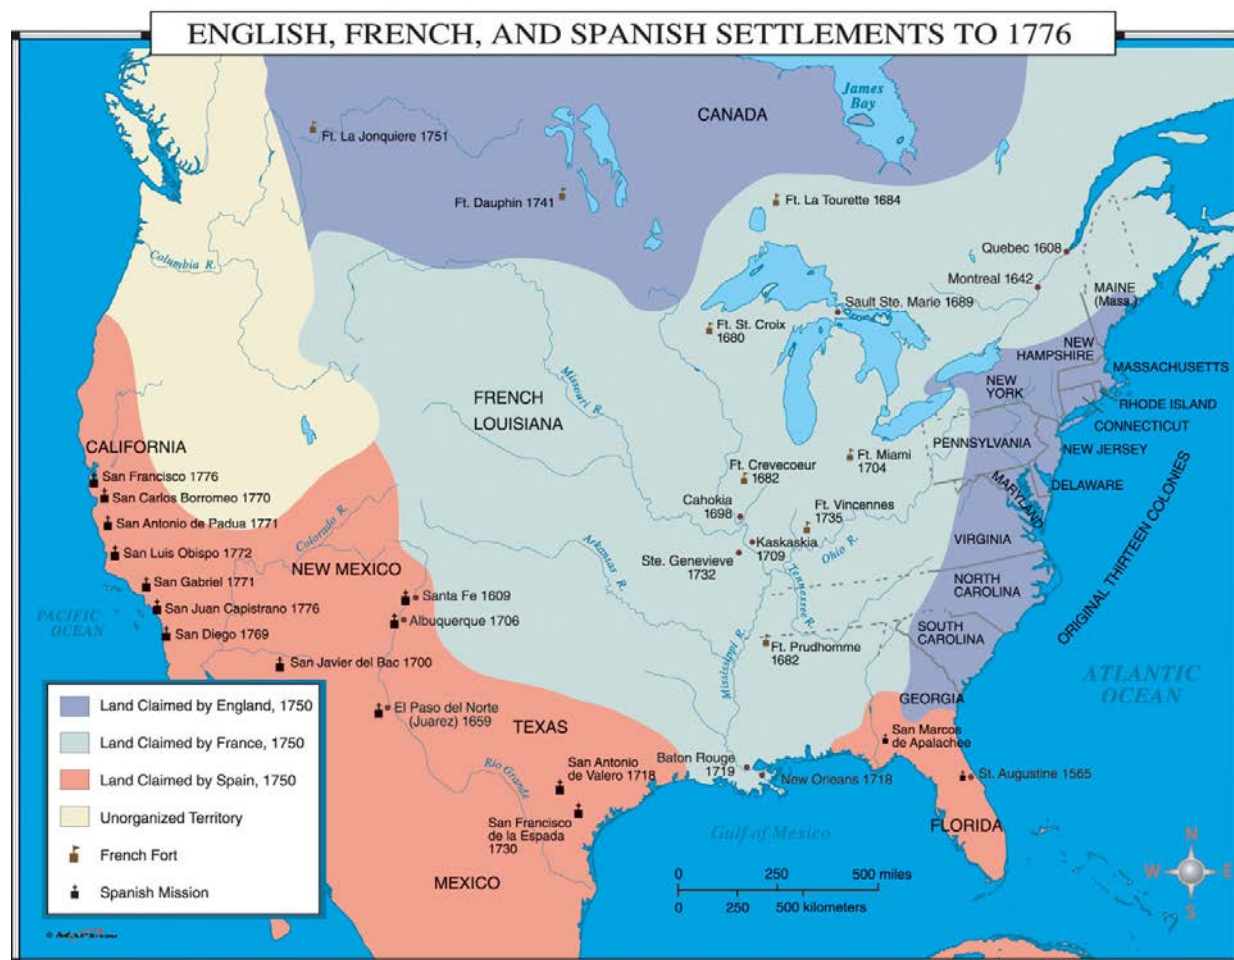 ENGLISH, FRENCH, AND SPANISH SETTLEMENTS TO 1776
CANADA
James
Bay
Ft. La Jonquiere 1751
Ft. Dauphin 1741
Ft. La Tourette 1684
Columbia R.
Quebec 1608
Montreal 1642
MAINE
(Mass.)
Sault Ste. Marie 1689
Ft. St. Croix
1680
NEW
HAMPSHIRE
MASSACHUSETTS
NEW
YORK
RHODE ISLAND
CONNECTICUT
Missouri R.
FRENCH
LOUISIANA
PENNSYLVANIA
NEW JERSEY
CALIFORNIA
San Francisco 1776
San Carlos Borromeo 1770
San Antonio de Padua 1771
San Luis Obispo 1772
San Gabriel 1771
San Juan Capistrano 1776
San Diego 1769
PACIFIC
OCEAN
Ft. Miami
1704
Ft. Crevecoeur
1682
MARYLAND
DELAWARE
ORIGINAL THIRTEEN COLONIES
Cahokia
1698
Ft. Vincennes
1735
Colorado R.
Arkansas R.
Kaskaskia
1709
Ohio R.
VIRGINIA
Ste. Genevieve
1732
NEW MEXICO
Tennessee R.
NORTH
CAROLINA
Santa Fe 1609
Albuquerque 1706
SOUTH
CAROLINA
Ft. Prudhomme
1682
Mississippi R.
San Javier del Bac 1700
ATLANTIC
OCEAN
GEORGIA
El Paso del Norte
(Juarez) 1659
TEXAS
San Marcos
de Apalachee
San Antonio
de Valero 1718
Baton Rouge
1719
New Orleans 1718
St. Augustine 1565
Rio Grande
San Francisco
de la Espada
1730
Gulf of Mexico
FLORIDA
MEXICO
Land Claimed by England, 1750
Land Claimed by France, 1750
Land Claimed by Spain, 1750
Unorganized Territory
French Fort
Spanish Mission
0 250 500 miles
0 250 500 kilometers
N
W E
S